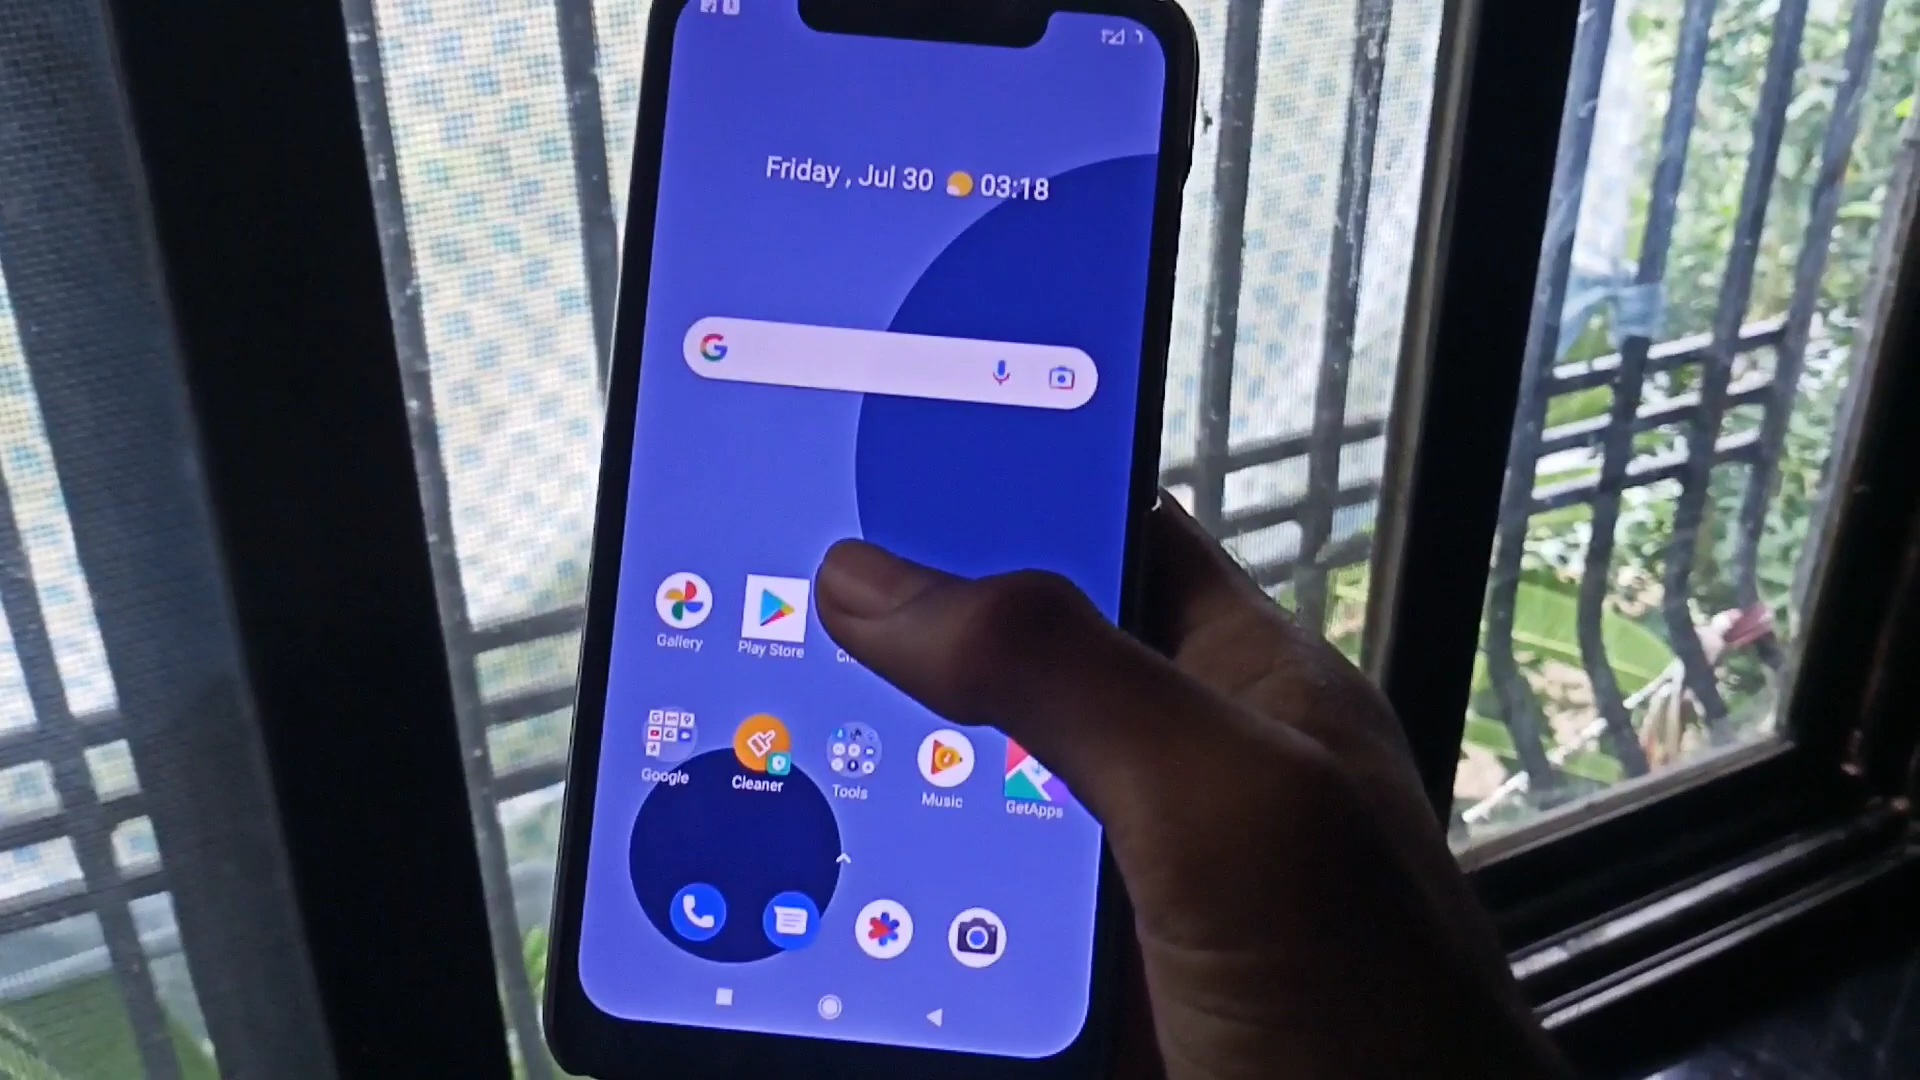 Friday , Jul 30 03:18
G
Gallery
Play Store
Google
Cleaner
Tools
Music
GetApps